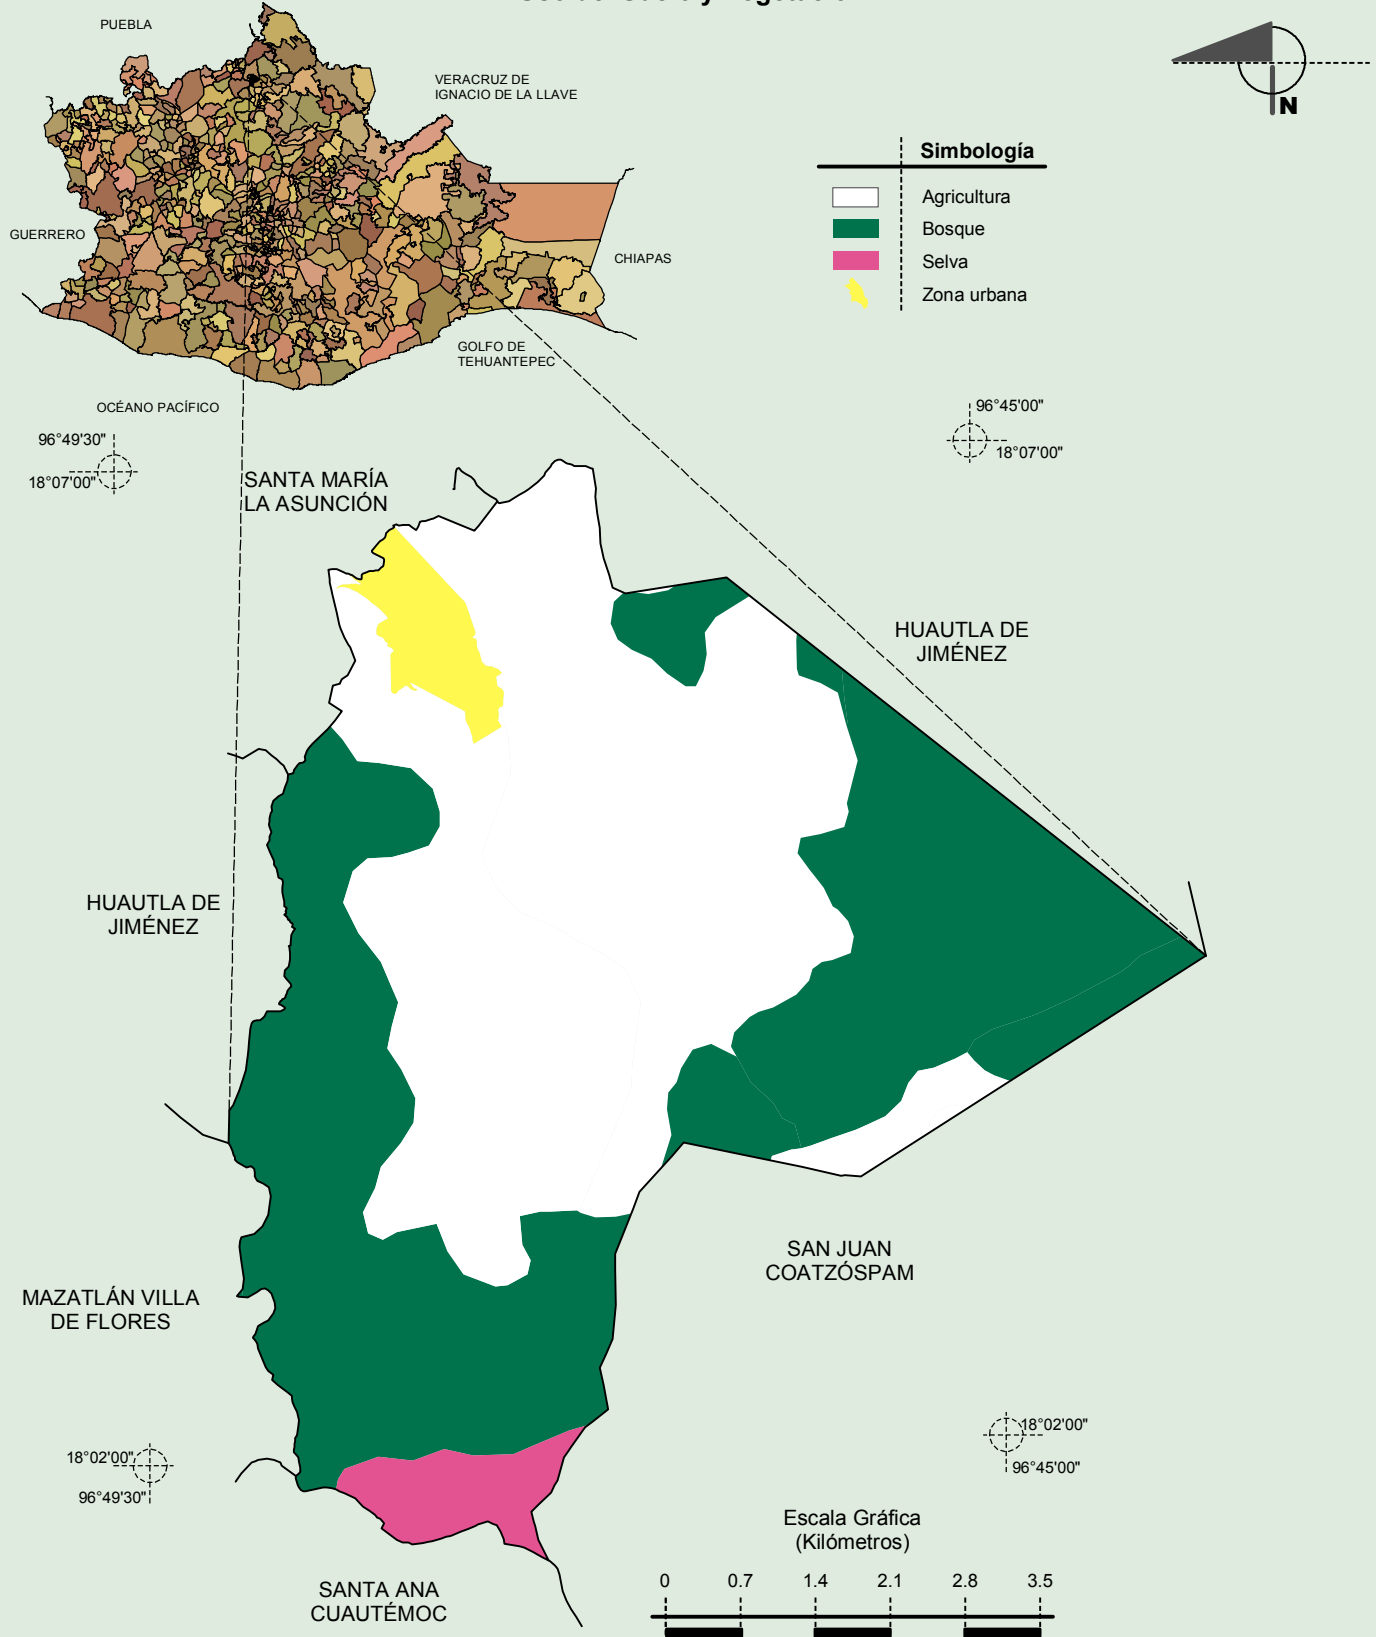 PUEBLA
VERACRUZ DE
IGNACIO DE LA LLAVE
GUERRERO
CHIAPAS
GOLFO DE
TEHUANTEPEC
OCÉANO PACÍFICO
N
Simbología
Agricultura
Bosque
Selva
Zona urbana
96°49'30"
18°07'00"
96°45'00"
18°07'00"
SANTA MARÍA
LA ASUNCIÓN
HUAUTLA DE
JIMÉNEZ
HUAUTLA DE
JIMÉNEZ
SAN JUAN
COATZÓSPAM
MAZATLÁN VILLA
DE FLORES
18°02'00"
96°49'30"
18°02'00"
96°45'00"
SANTA ANA
CUAUTÉMOC
Escala Gráfica
(Kilómetros)
0 0.7 1.4 2.1 2.8 3.5